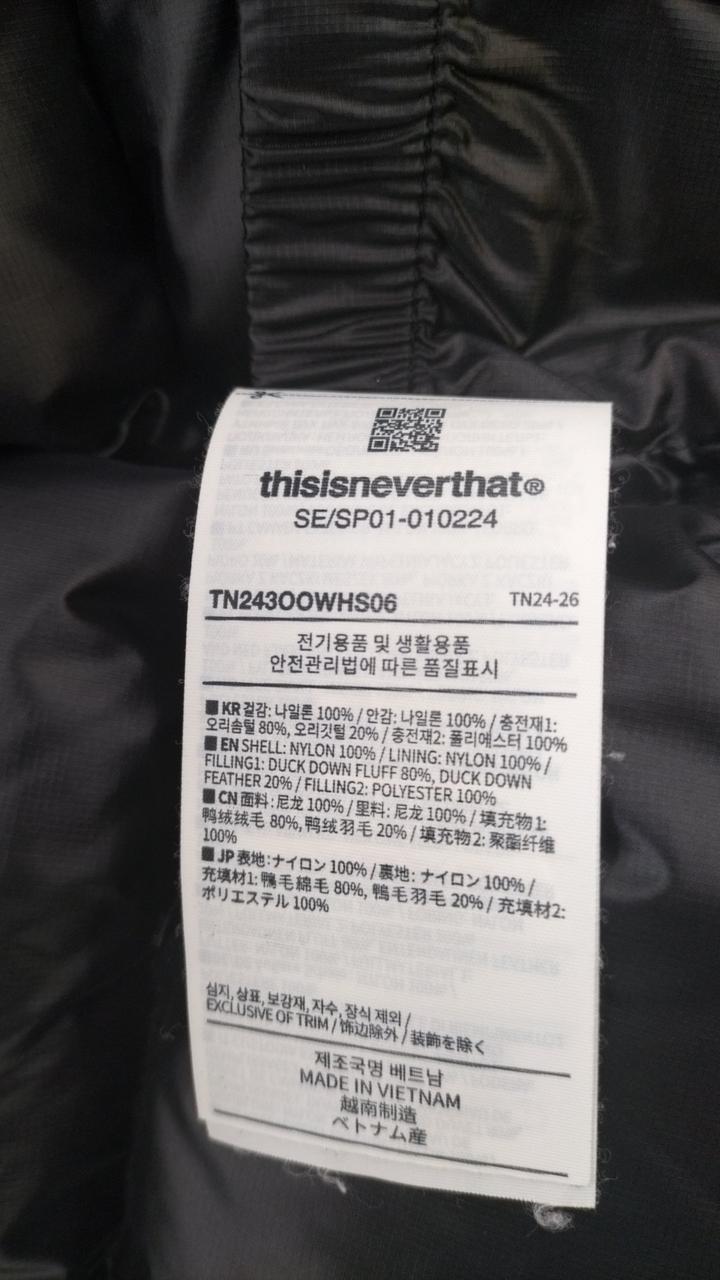 thisisneverthat®
SE/SP01-010224
TN243OOWHS06 TN24-26
전기용품 및 생활용품
안전관리법에 따른 품질표시
■ KR 겉감: 나일론 100% / 안감: 나일론 100% / 충전재1:
오리솜털 80%, 오리깃털 20% / 충전재2: 폴리에스터 100%
■ EN SHELL: NYLON 100% / LINING: NYLON 100% /
FILLING1: DUCK DOWN FLUFF 80%, DUCK DOWN
FEATHER 20% / FILLING2: POLYESTER 100%
■ CN 面料: 尼龙 100% / 里料: 尼龙 100% / 填充物1:
鸭绒绒毛 80%, 鸭绒羽毛 20% / 填充物2: 聚酯纤维
100%
■ JP 表地: ナイロン 100% / 裏地: ナイロン 100% /
充填材1: 鴨毛綿毛 80%, 鴨毛羽毛 20% / 充填材2:
ポリエステル 100%
심지, 상표, 보강재, 자수, 장식 제외 /
EXCLUSIVE OF TRIM / 饰边除外 / 装飾を除く
제조국명 베트남
MADE IN VIETNAM
越南制造
ベトナム産